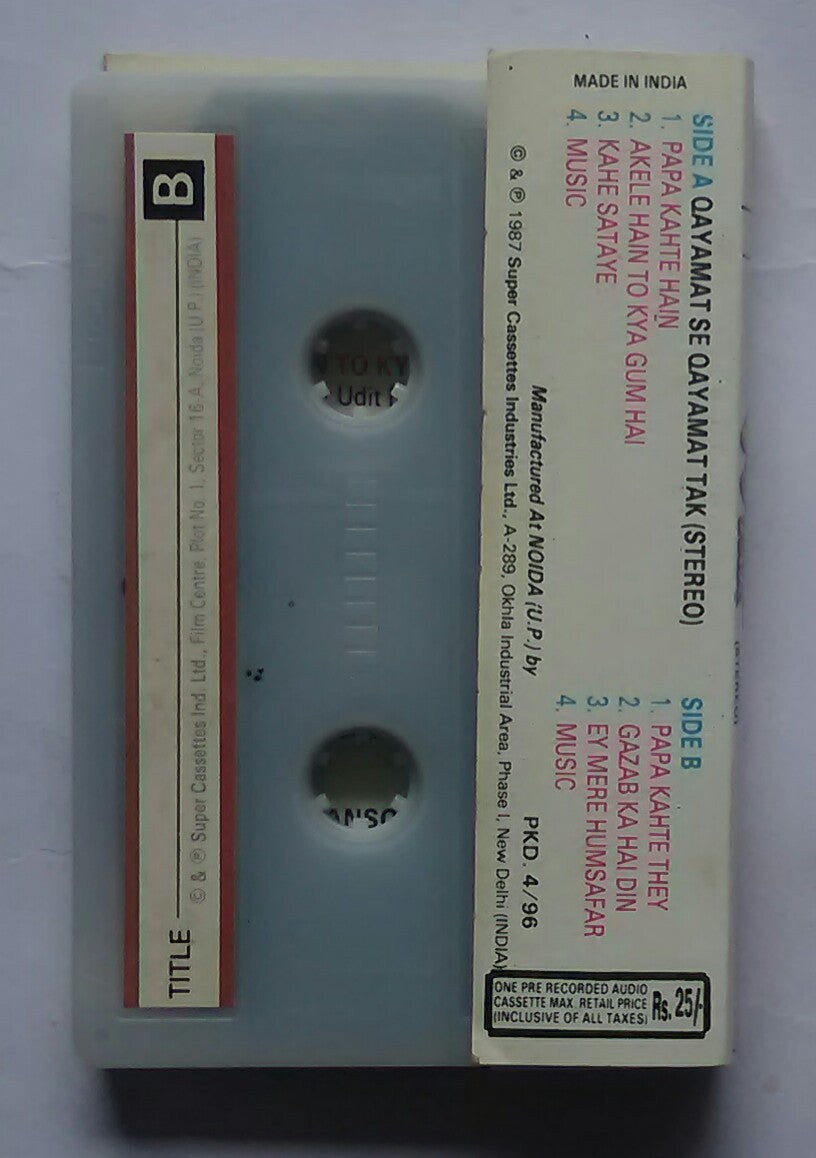 MADE IN INDIA
SIDE A QAYAMAT SE QAYAMAT TAK (STEREO)
1. PAPA KAHTE HAIN
2. AKELE HAIN TO KYA GUM HAI
3. KAHE SATAYE
4. MUSIC
SIDE B
1. PAPA KAHTE THEY
2. GAZAB KA HAI DIN
3. EY MERE HUMSAFAR
4. MUSIC
Manufactured At NOIDA (U.P.) by
PKD. 4/96
© & ℗ 1987 Super Cassettes Industries Ltd., A-289, Okhla Industrial Area, Phase I, New Delhi (INDIA)
ONE PRE RECORDED AUDIO
CASSETTE MAX. RETAIL PRICE
(INCLUSIVE OF ALL TAXES)
Rs. 25/-
B
TITLE
© & ℗ Super Cassettes Ind. Ltd., Film Centre, Plot No. 1, Sector 16-A, Noida (U.P.) (INDIA)
TO KY
Udit